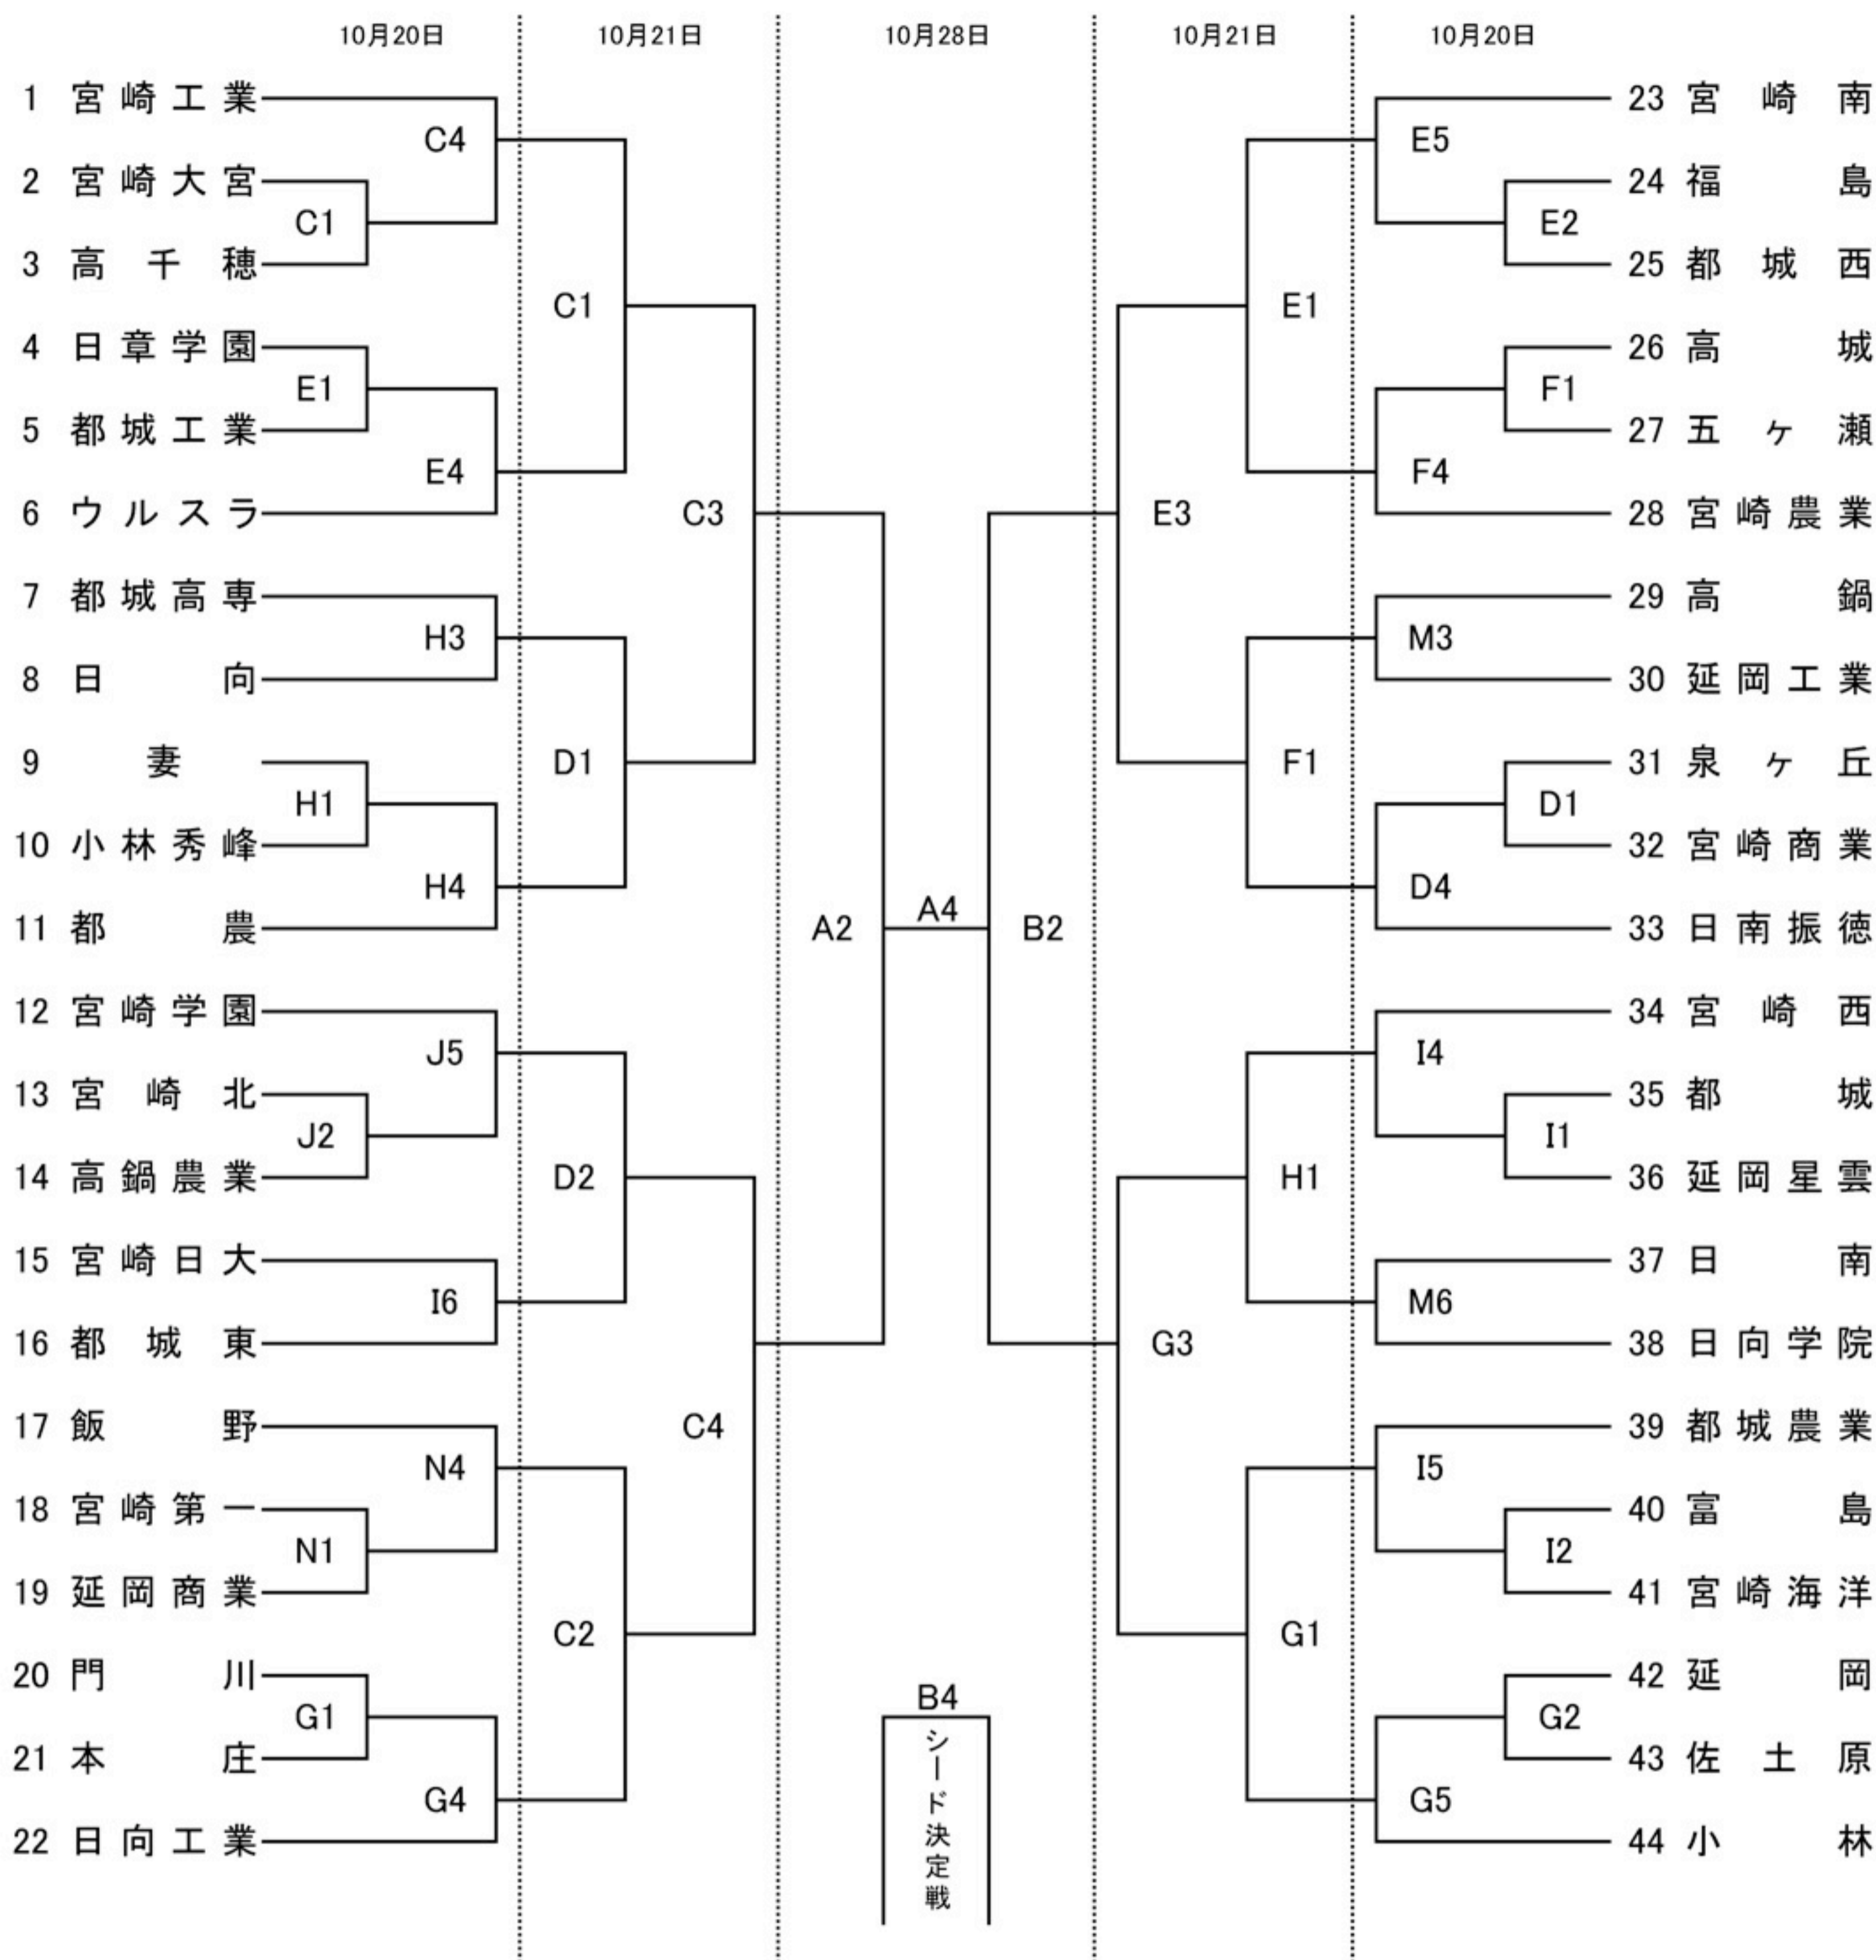 10月20日 10月21日 10月28日 10月21日 10月20日
1 宮崎工業
2 宮崎大宮
3 高千穂
4 日章学園
5 都城工業
6 ウルスラ
7 都城高専
8 日向
9 妻
10 小林秀峰
11 都農
12 宮崎学園
13 宮崎北
14 高鍋農業
15 宮崎日大
16 都城東
17 飯野
18 宮崎第一
19 延岡商業
20 門川
21 本庄
22 日向工業
C1
E1
H1
J2
N1
G1
C4
E4
H3
H4
J5
I6
N4
G4
C1
D1
D2
C2
C3
C4
A2
A4
B2
B4
シード決定戦
E3
G3
E1
F1
H1
G1
E5
F4
M3
D4
I4
M6
I5
G5
E2
F1
D1
I1
I2
G2
23 宮崎南
24 福島
25 都城西
26 高城
27 五ヶ瀬
28 宮崎農業
29 高鍋
30 延岡工業
31 泉ヶ丘
32 宮崎商業
33 日南振徳
34 宮崎西
35 都城
36 延岡星雲
37 日南
38 日向学院
39 都城農業
40 富島
41 宮崎海洋
42 延岡
43 佐土原
44 小林